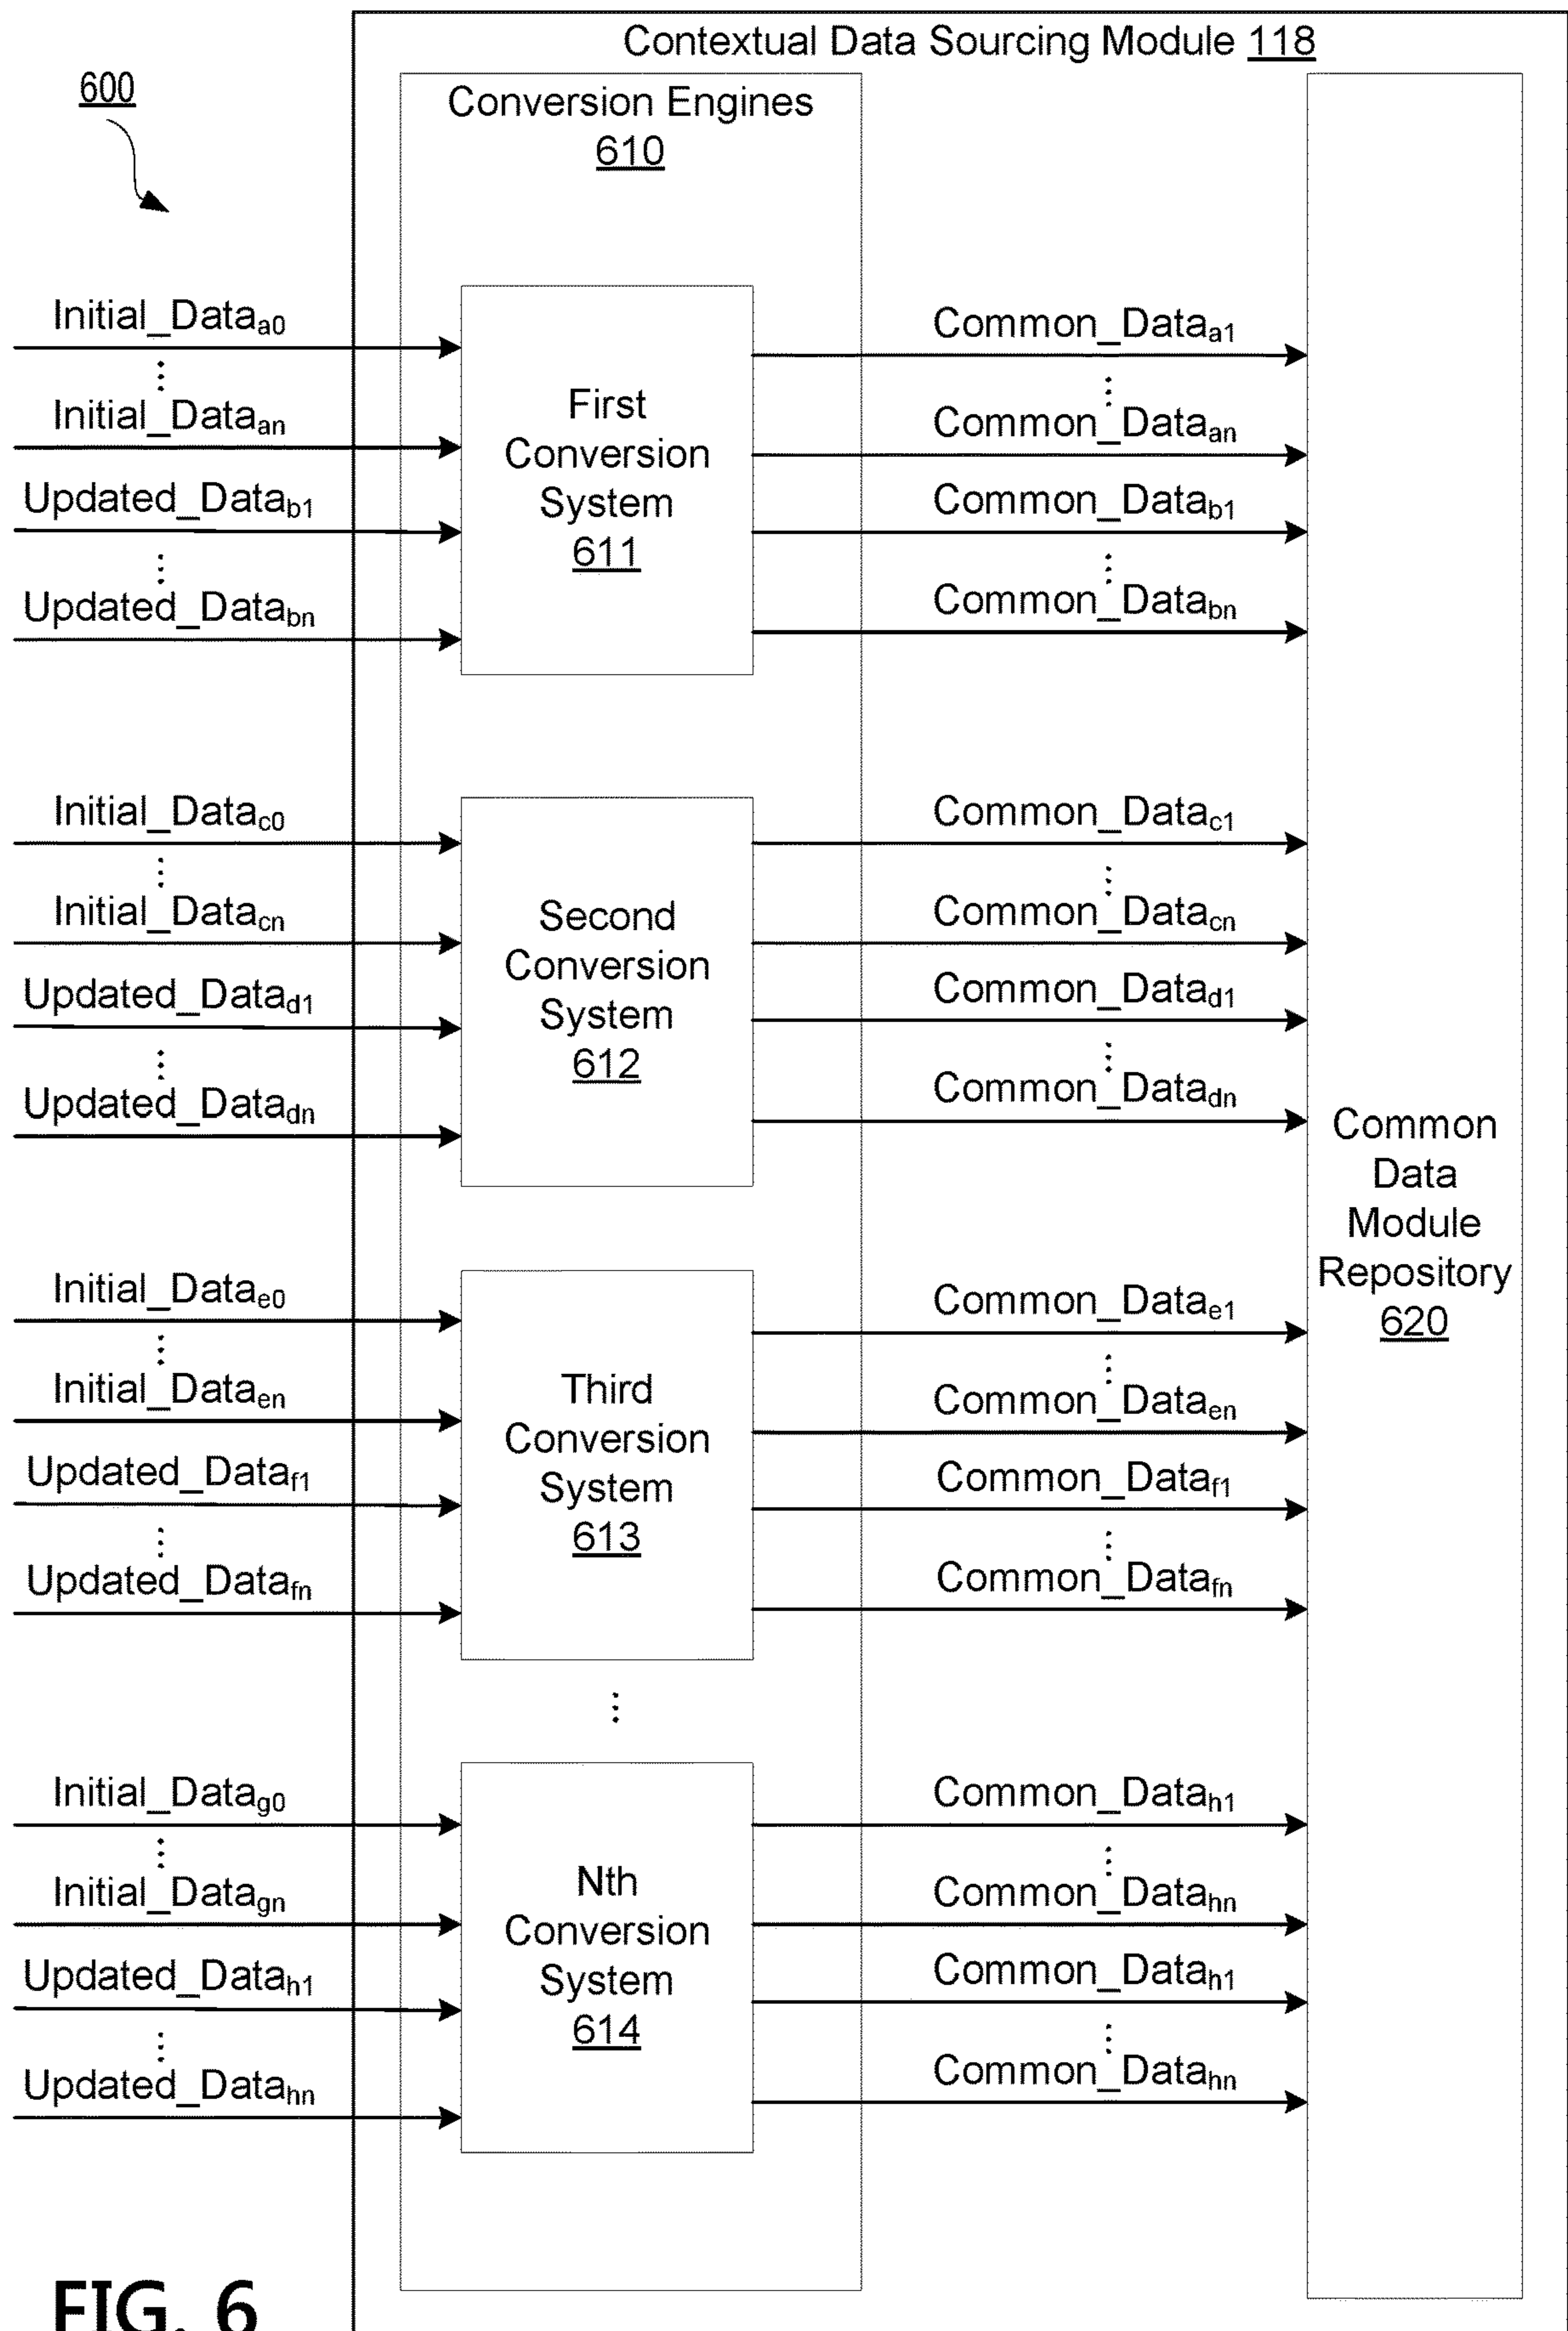 Contextual Data Sourcing Module 118
600
Conversion Engines
610
Initial_Dataa0
Initial_Dataan
Updated_Datab1
Updated_Databn
First
Conversion
System
611
Common_Dataa1
Common_Dataan
Common_Datab1
Common_Databn
Initial_Datac0
Initial_Datacn
Updated_Datad1
Updated_Datadn
Second
Conversion
System
612
Common_Datac1
Common_Datacn
Common_Datad1
Common_Datadn
Initial_Datae0
Initial_Dataen
Updated_Dataf1
Updated_Datafn
Third
Conversion
System
613
Common_Datae1
Common_Dataen
Common_Dataf1
Common_Datafn
Initial_Datag0
Initial_Datagn
Updated_Datah1
Updated_Datahn
Nth
Conversion
System
614
Common_Datah1
Common_Datahn
Common_Datah1
Common_Datahn
Common
Data
Module
Repository
620
FIG. 6